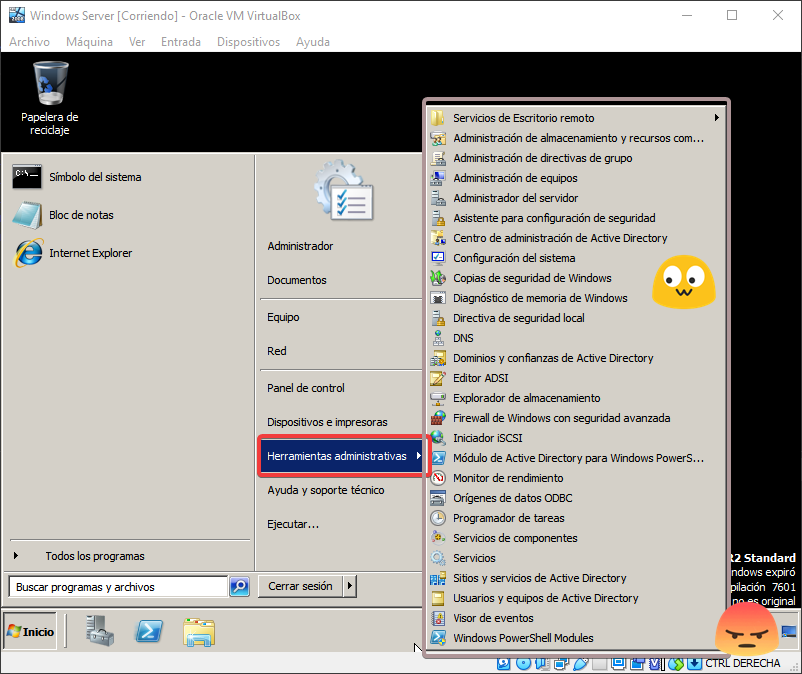 Windows Server [Corriendo] - Oracle VM VirtualBox
Archivo Máquina Ver Entrada Dispositivos Ayuda
Papelera de
reciclaje
Símbolo del sistema
Bloc de notas
Internet Explorer
Todos los programas
Buscar programas y archivos
Administrador
Documentos
Equipo
Red
Panel de control
Dispositivos e impresoras
Herramientas administrativas
Ayuda y soporte técnico
Ejecutar...
Cerrar sesión
Servicios de Escritorio remoto
Administración de almacenamiento y recursos com...
Administración de directivas de grupo
Administración de equipos
Administrador del servidor
Asistente para configuración de seguridad
Centro de administración de Active Directory
Configuración del sistema
Copias de seguridad de Windows
Diagnóstico de memoria de Windows
Directiva de seguridad local
DNS
Dominios y confianzas de Active Directory
Editor ADSI
Explorador de almacenamiento
Firewall de Windows con seguridad avanzada
Iniciador iSCSI
Módulo de Active Directory para Windows PowerS...
Monitor de rendimiento
Orígenes de datos ODBC
Programador de tareas
Servicios de componentes
Servicios
Sitios y servicios de Active Directory
Usuarios y equipos de Active Directory
Visor de eventos
Windows PowerShell Modules
R2 Standard
ndows expiró
pilación 7601
no es original
Inicio
CTRL DERECHA